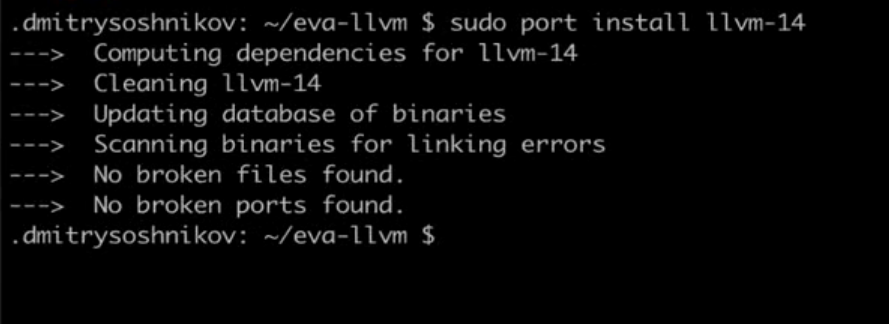 .dmitrysoshnikov: ~/eva-llvm $ sudo port install llvm-14
--->  Computing dependencies for llvm-14
--->  Cleaning llvm-14
--->  Updating database of binaries
--->  Scanning binaries for linking errors
--->  No broken files found.
--->  No broken ports found.
.dmitrysoshnikov: ~/eva-llvm $